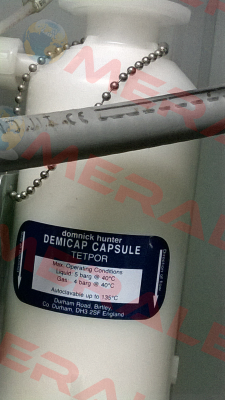 domnick hunter
DEMICAP CAPSULE
TETPOR
Max. Operating Conditions
Liquid: 5 barg @ 40°C
Gas: 4 barg @ 40°C
Autoclavable up to 135°C
Durham Road, Birtley,
Co. Durham, DH3 2SF England
MERALE